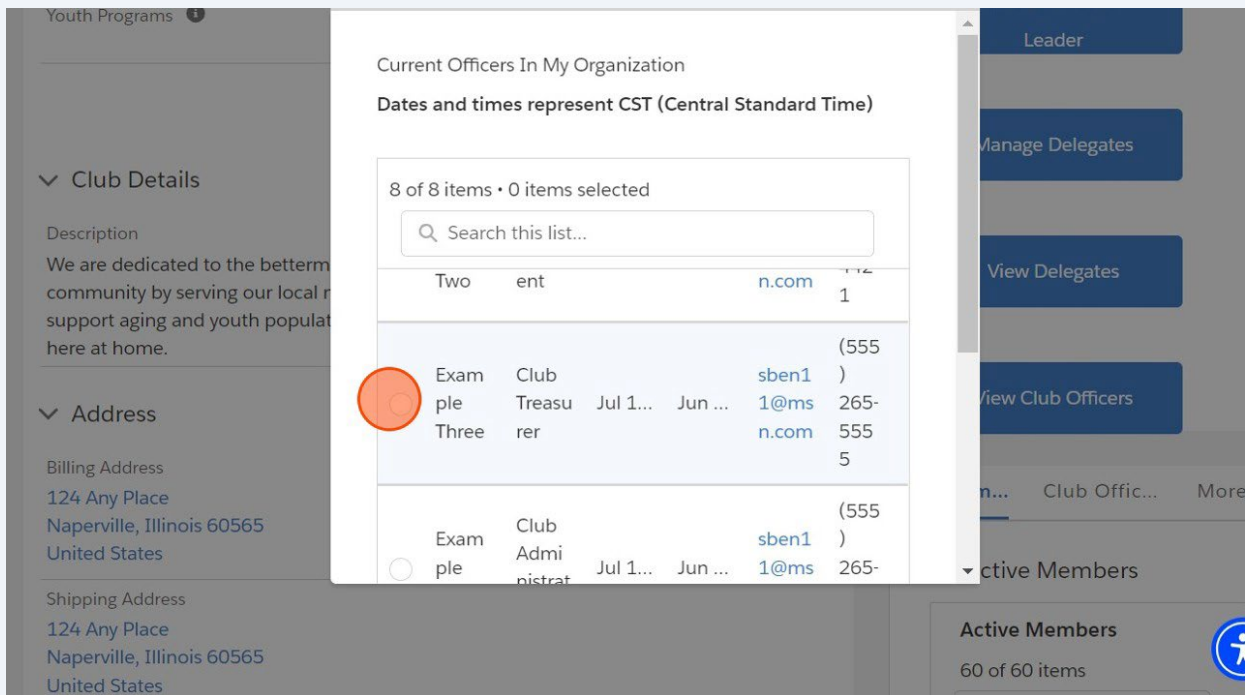 Youth Programs
Club Details
Description
We are dedicated to the betterm
community by serving our local r
support aging and youth populat
here at home.
Address
Billing Address
124 Any Place
Naperville, Illinois 60565
United States
Shipping Address
124 Any Place
Naperville, Illinois 60565
United States
Current Officers In My Organization
Dates and times represent CST (Central Standard Time)
8 of 8 items • 0 items selected
Search this list...
Two ent n.com 1
(555
Exam Club sben1 )
ple Treasu Jul 1... Jun ... 1@ms 265-
Three rer n.com 555
5
(555
Exam Club sben1 )
ple Admi Jul 1... Jun ... 1@ms 265-
nistrat
Leader
Manage Delegates
View Delegates
View Club Officers
m... Club Offic... More
ctive Members
Active Members
60 of 60 items